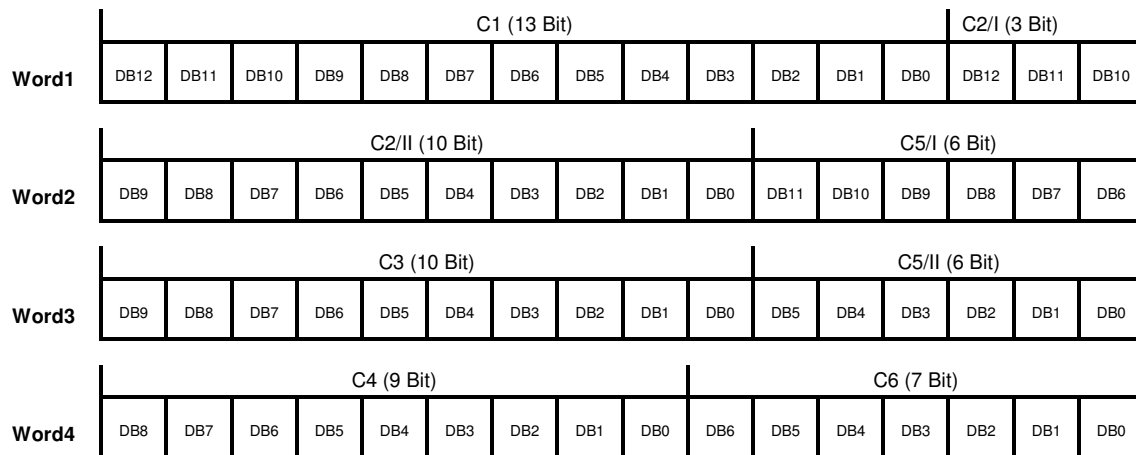 C1 (13 Bit) C2/I (3 Bit)
Word1 DB12 DB11 DB10 DB9 DB8 DB7 DB6 DB5 DB4 DB3 DB2 DB1 DB0 DB12 DB11 DB10
C2/II (10 Bit) C5/I (6 Bit)
Word2 DB9 DB8 DB7 DB6 DB5 DB4 DB3 DB2 DB1 DB0 DB11 DB10 DB9 DB8 DB7 DB6
C3 (10 Bit) C5/II (6 Bit)
Word3 DB9 DB8 DB7 DB6 DB5 DB4 DB3 DB2 DB1 DB0 DB5 DB4 DB3 DB2 DB1 DB0
C4 (9 Bit) C6 (7 Bit)
Word4 DB8 DB7 DB6 DB5 DB4 DB3 DB2 DB1 DB0 DB6 DB5 DB4 DB3 DB2 DB1 DB0